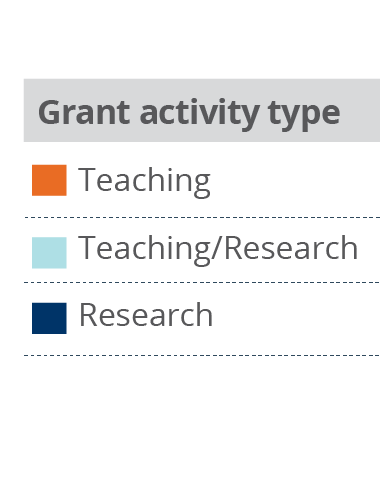 Grant activity type
Teaching
Teaching/Research
Research